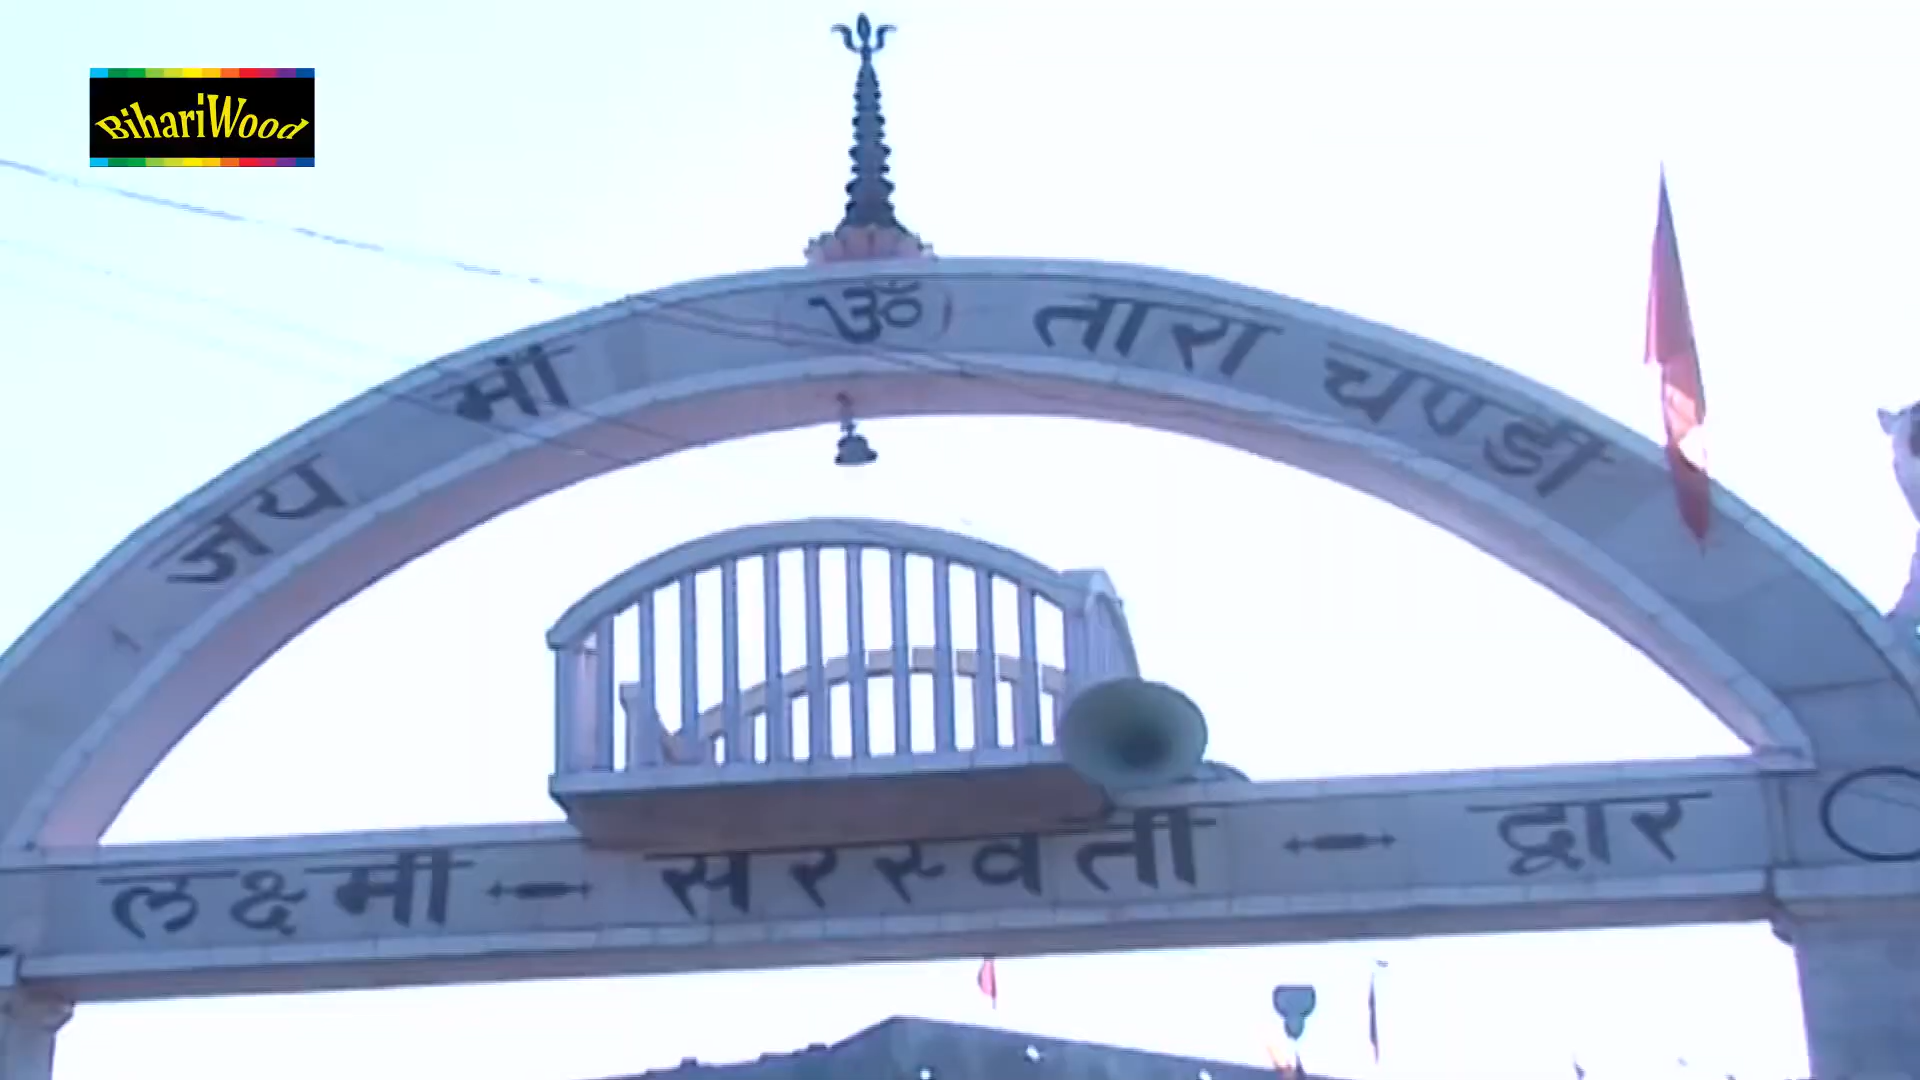 BihariWood
जय माँ ॐ तारा चण्डी
लक्ष्मी - सरस्वती - द्वार